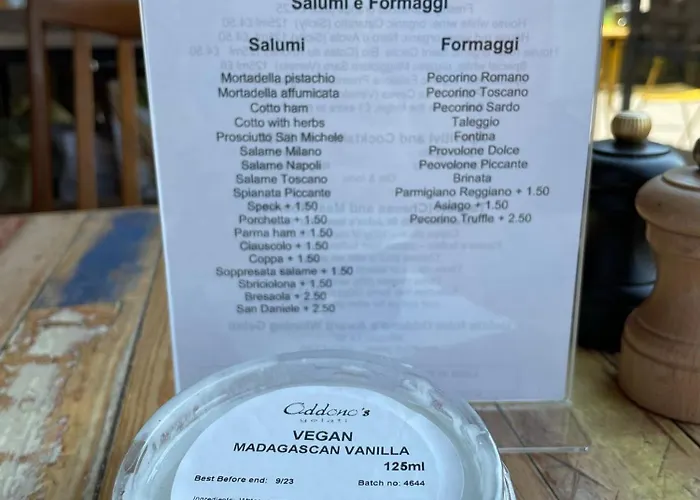 Salumi e Formaggi
Salumi
Mortadella pistachio
Mortadella affumicata
Cotto ham
Cotto with herbs
Prosciutto San Michele
Salame Milano
Salame Napoli
Salame Toscano
Spianata Piccante
Speck + 1.50
Porchetta + 1.50
Parma ham + 1.50
Ciauscolo + 1.50
Coppa + 1.50
Soppresata salame + 1.50
Sbriciolona + 1.50
Bresaola + 2.50
San Daniele + 2.50
Formaggi
Pecorino Romano
Pecorino Toscano
Pecorino Sardo
Taleggio
Fontina
Provolone Dolce
Peovolone Piccante
Brinata
Parmigiano Reggiano + 1.50
Asiago + 1.50
Pecorino Truffle + 2.50
Oddono's
gelati
VEGAN
MADAGASCAN VANILLA
125ml
Best Before end: 9/23
Batch no: 4644